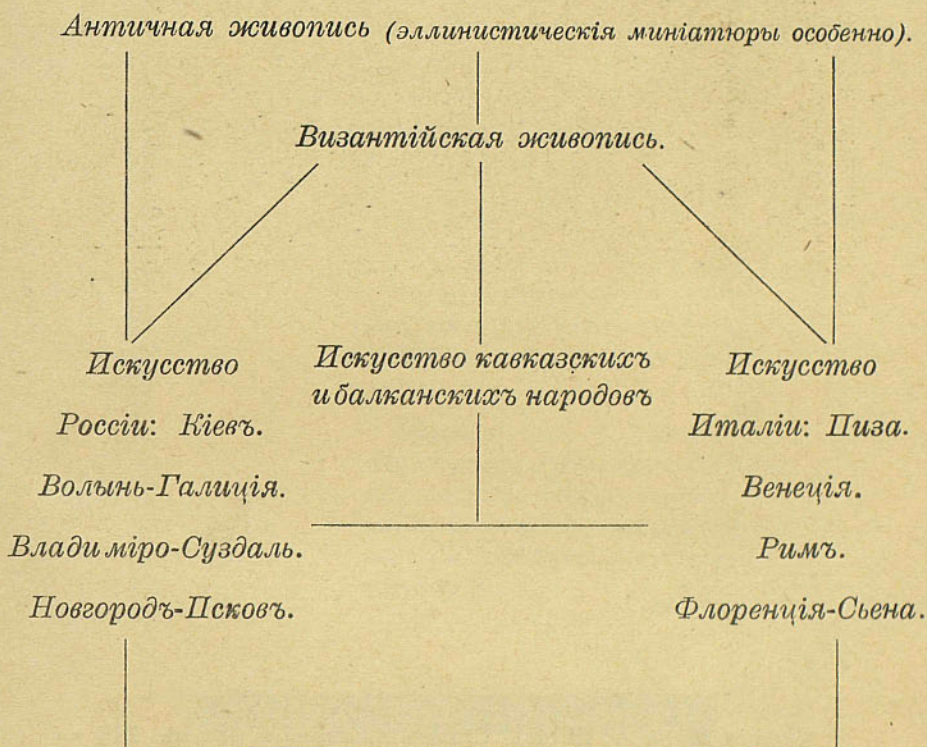 Античная живопись (эллинистическія миніатюры особенно).
Византійская живопись.
Искусство
Россіи: Кіевъ.
Волынь-Галиція.
Владиміро-Суздаль.
Новгородъ-Псковъ.
Искусство кавказскихъ
и балканскихъ народовъ
Искусство
Италіи: Пиза.
Венеція.
Римъ.
Флоренція-Сьена.